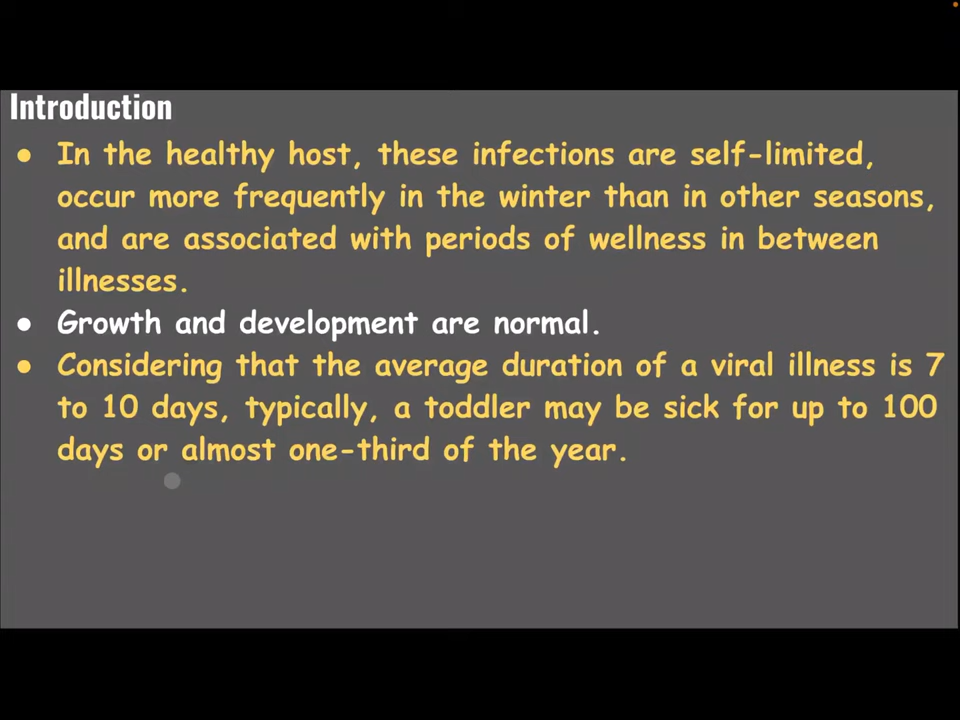 Introduction
● In the healthy host, these infections are self-limited,
occur more frequently in the winter than in other seasons,
and are associated with periods of wellness in between
illnesses.
● Growth and development are normal.
● Considering that the average duration of a viral illness is 7
to 10 days, typically, a toddler may be sick for up to 100
days or almost one-third of the year.